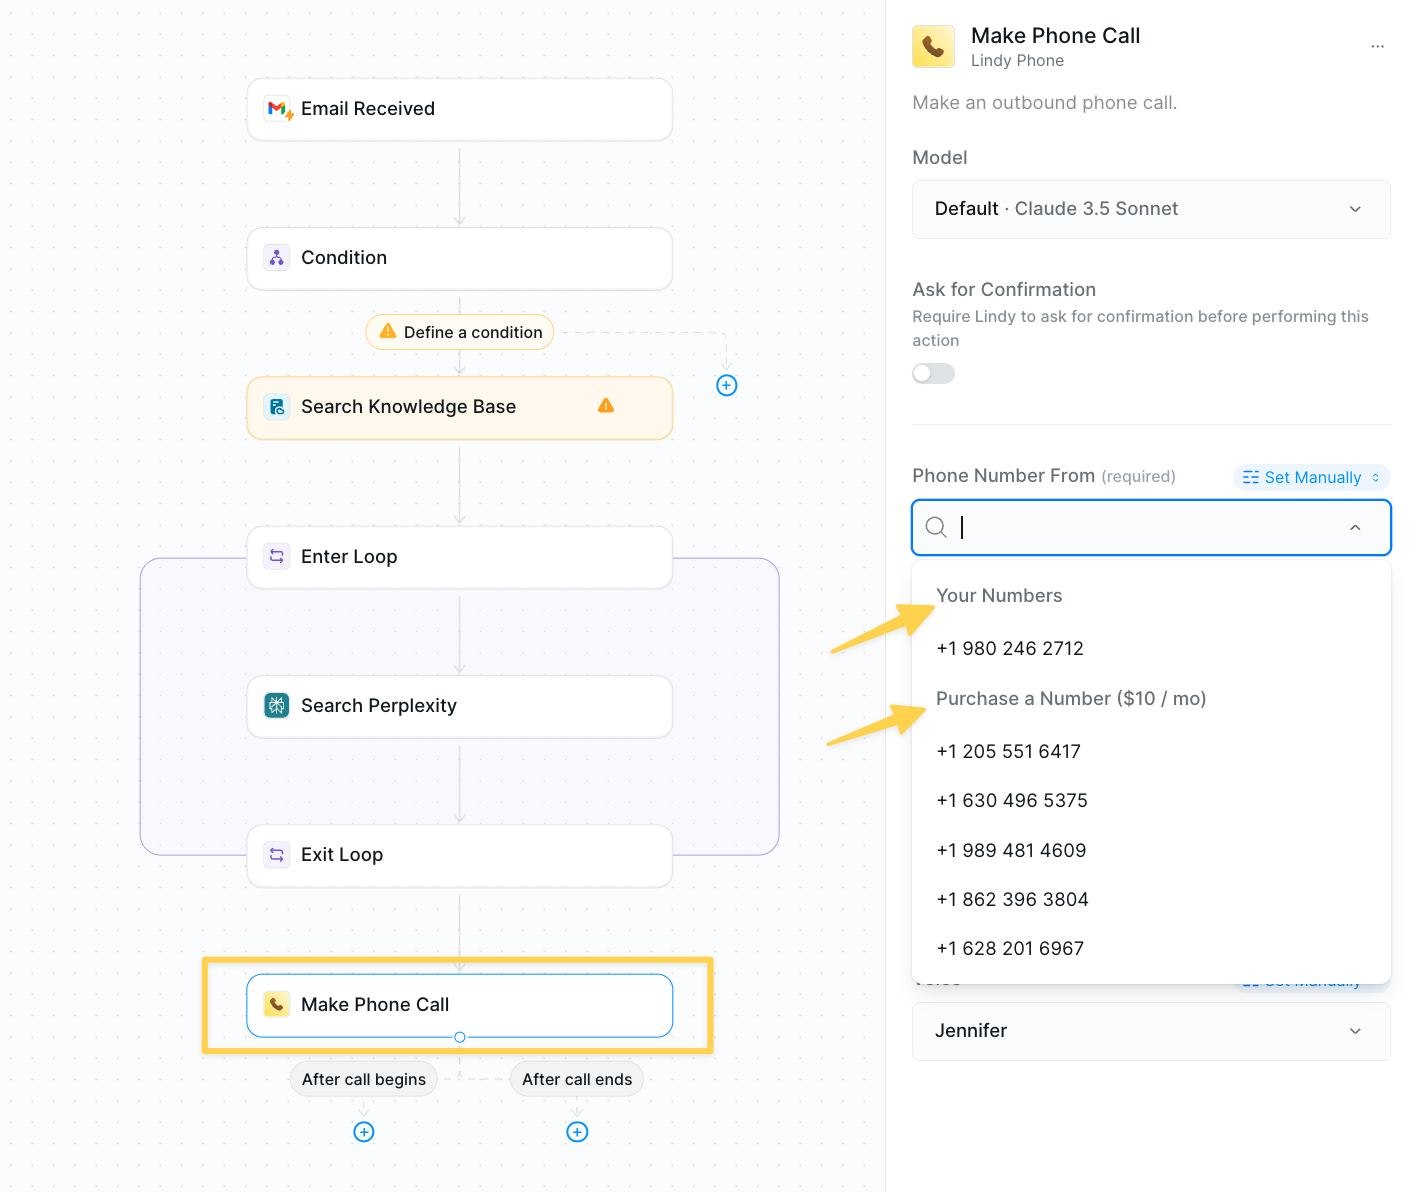 Email Received
Condition
Define a condition
Search Knowledge Base
Enter Loop
Search Perplexity
Exit Loop
Make Phone Call
After call begins
After call ends
Make Phone Call
Lindy Phone
Make an outbound phone call.
Model
Default · Claude 3.5 Sonnet
Ask for Confirmation
Require Lindy to ask for confirmation before performing this
action
Phone Number From (required)
Set Manually
Your Numbers
+1 980 246 2712
Purchase a Number ($10 / mo)
+1 205 551 6417
+1 630 496 5375
+1 989 481 4609
+1 862 396 3804
+1 628 201 6967
Set Manually
Jennifer